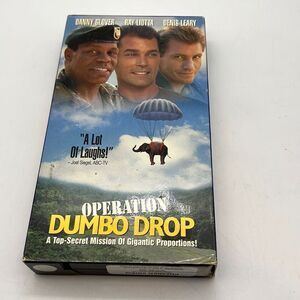 DANNY GLOVER RAY LIOTTA DENIS LEARY
"A Lot
Of Laughs!"
- Joel Siegel, ABC-TV
OPERATION
DUMBO DROP
A Top-Secret Mission Of Gigantic Proportions!